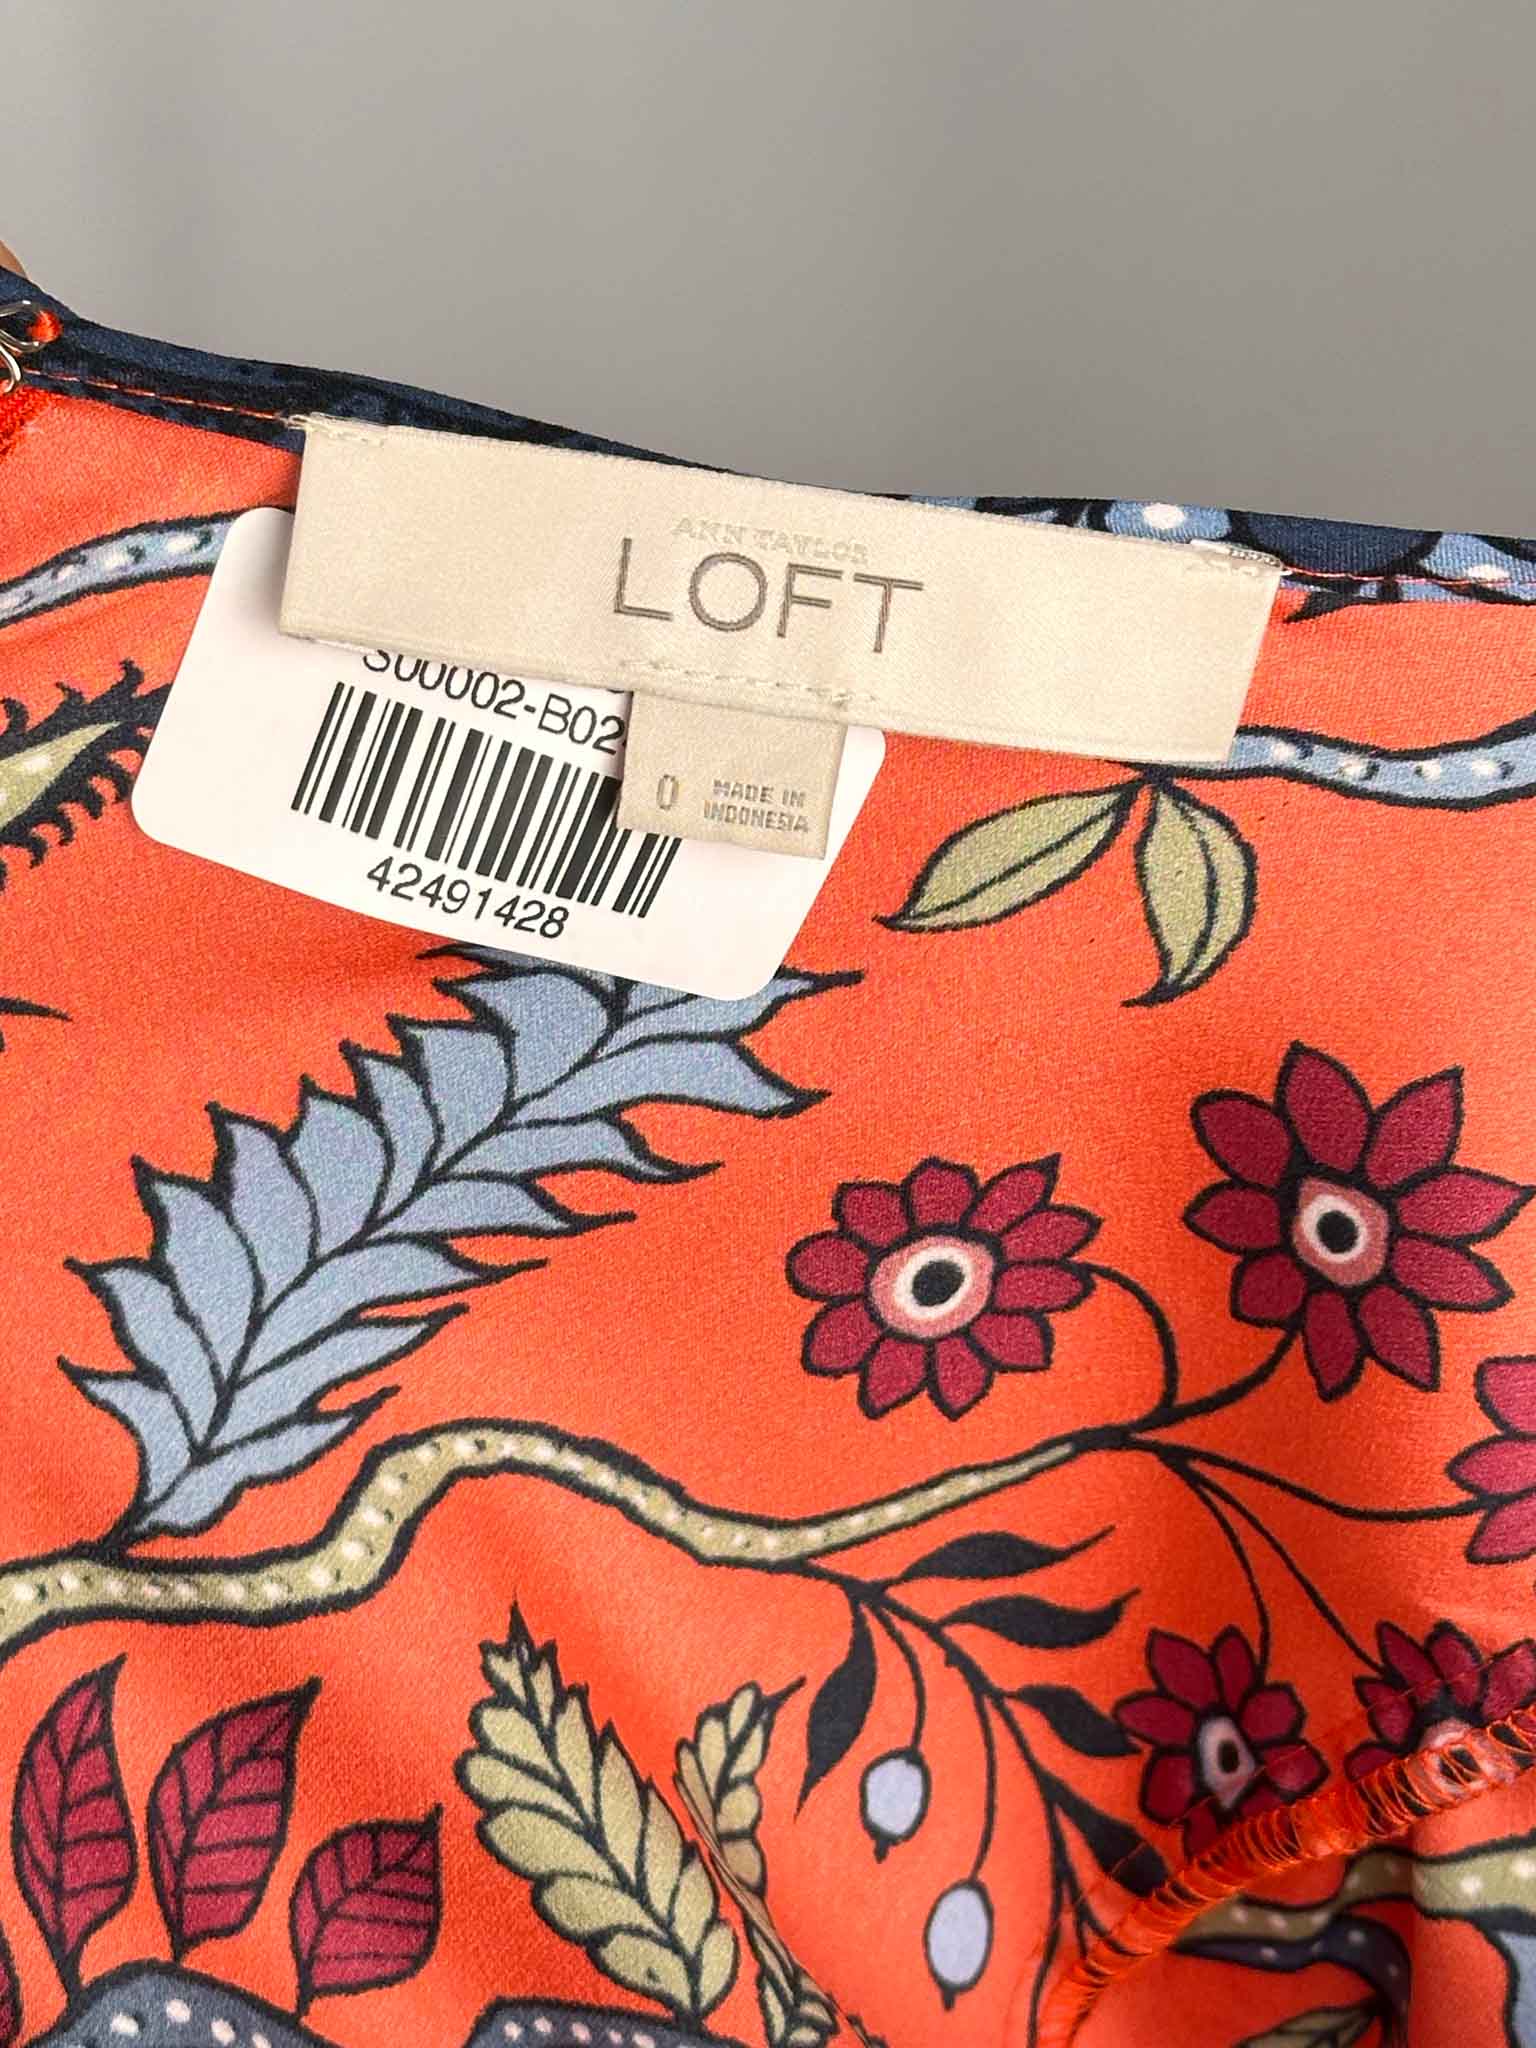 ANN TAYLOR
LOFT
0
MADE IN
INDONESIA
S00002-B02
42491428